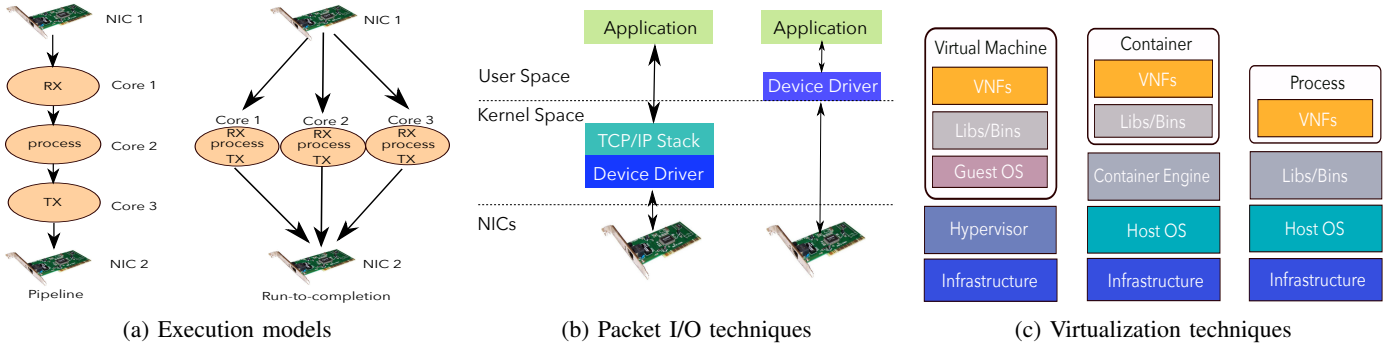 NIC 1
RX
Core 1
process
Core 2
TX
Core 3
NIC 2
Pipeline
NIC 1
Core 1
RX
process
TX
Core 2
RX
process
TX
Core 3
RX
process
TX
NIC 2
Run-to-completion
(a) Execution models
Application
Application
User Space
Device Driver
Kernel Space
TCP/IP Stack
Device Driver
NICs
(b) Packet I/O techniques
Virtual Machine
VNFs
Libs/Bins
Guest OS
Hypervisor
Infrastructure
Container
VNFs
Libs/Bins
Container Engine
Host OS
Infrastructure
Process
VNFs
Libs/Bins
Host OS
Infrastructure
(c) Virtualization techniques